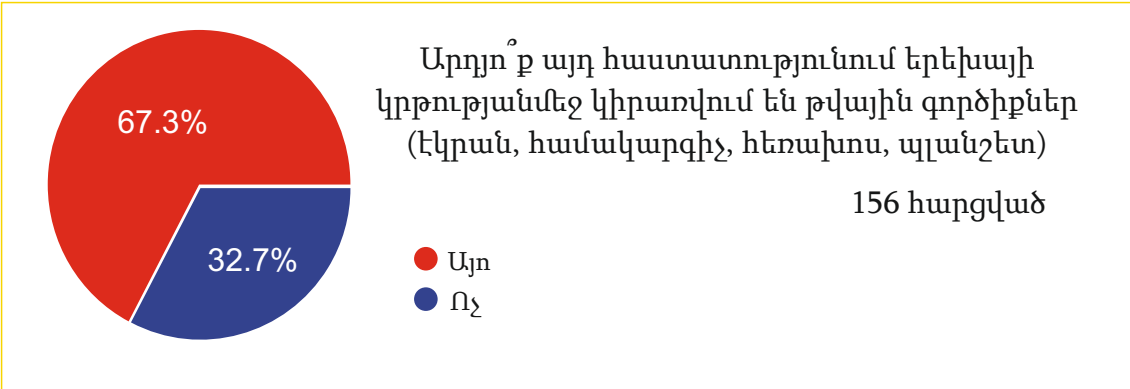 67.3%
32.7%
Արդյո՞ք այդ հաստատությունում երեխայի
կրթությանմեջ կիրառվում են թվային գործիքներ
(էկրան, համակարգիչ, հեռախոս, պլանշետ)
156 հարցված
Այո
Ոչ